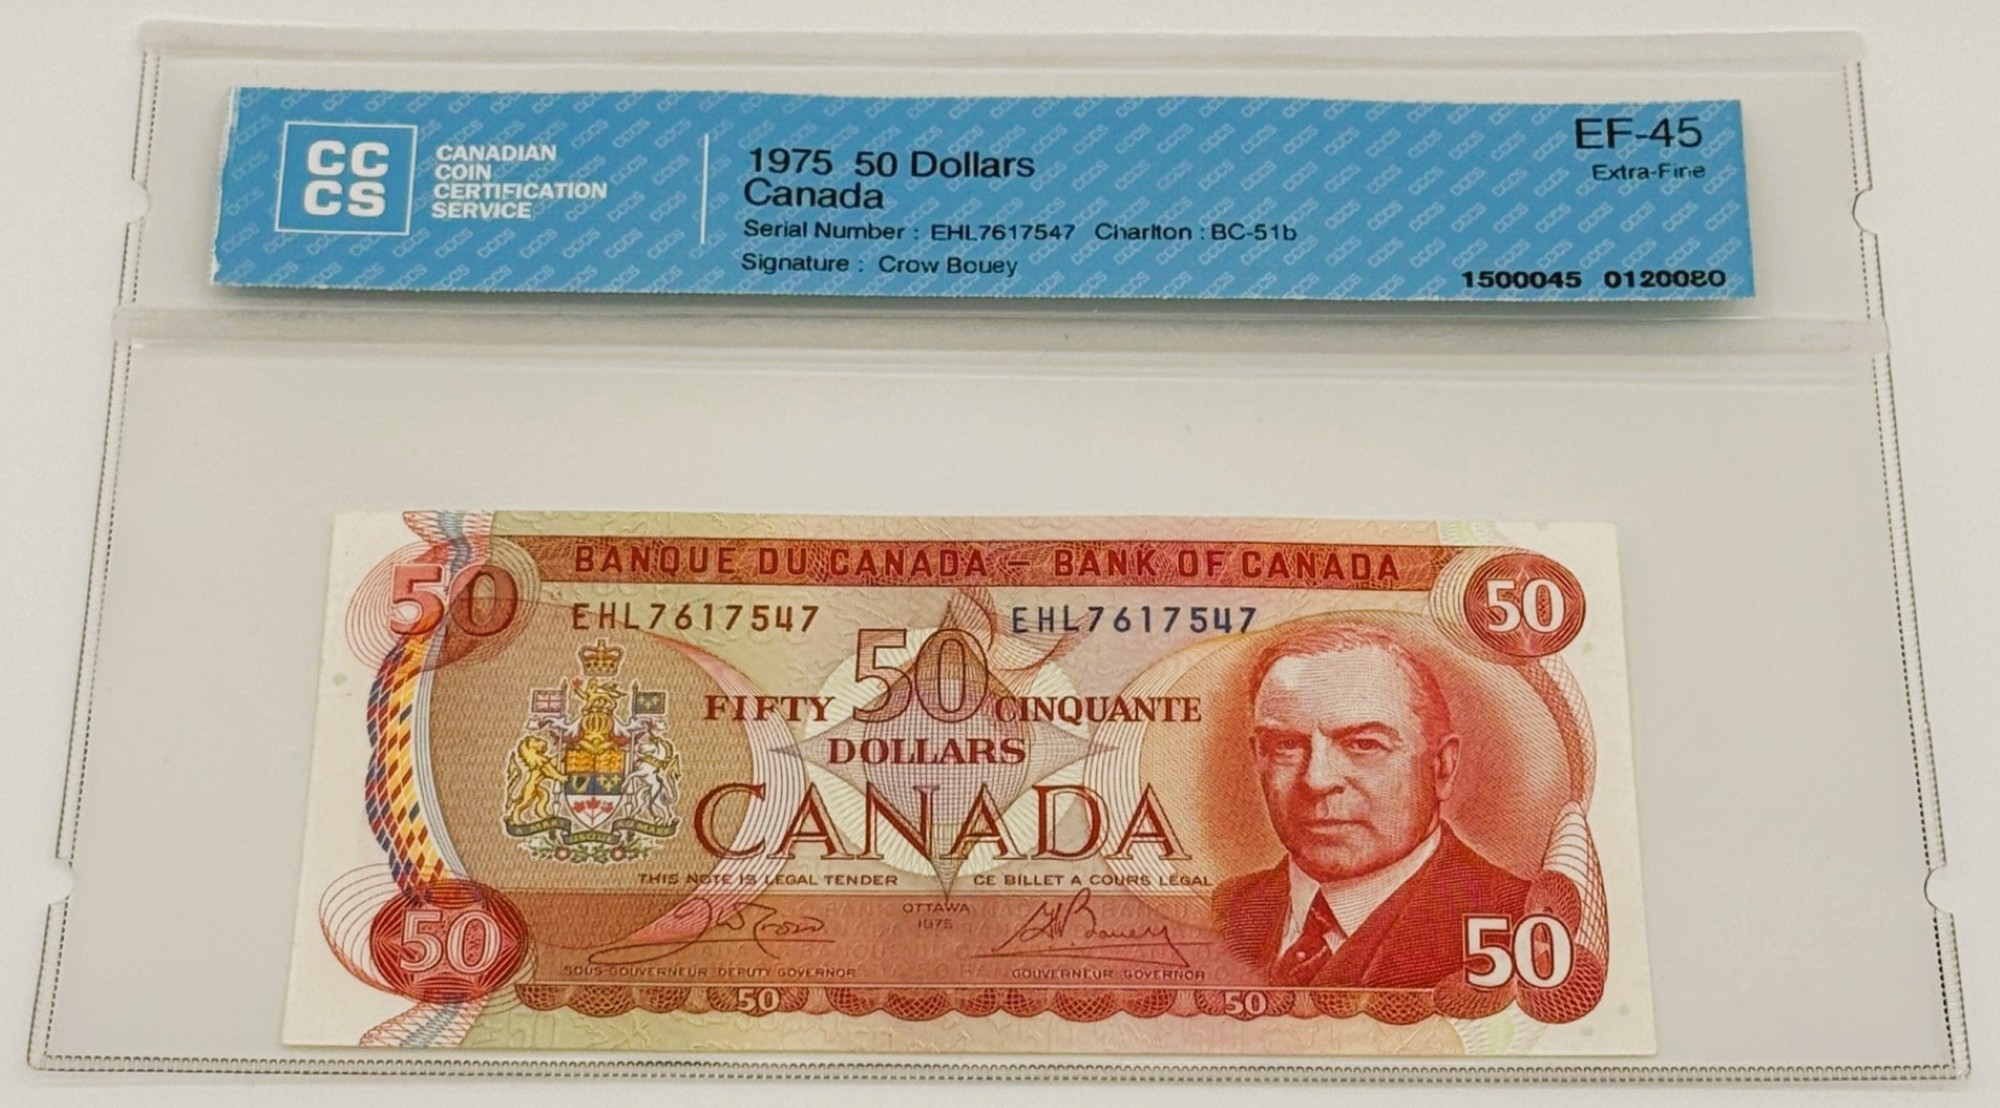 CC
CS
CANADIAN
COIN
CERTIFICATION
SERVICE
1975 50 Dollars
Canada
Serial Number : EHL7617547 Charlton : BC-51b
Signature : Crow Bouey
EF-45
Extra-Fine
1500045 0120080
BANQUE DU CANADA – BANK OF CANADA
50
50
EHL7617547
EHL7617547
50
FIFTY
CINQUANTE
DOLLARS
CANADA
THIS NOTE IS LEGAL TENDER
CE BILLET A COURS LÉGAL
OTTAWA
1975
SOUS-GOUVERNEUR DEPUTY GOVERNOR
GOUVERNEUR GOVERNOR
50
50
50
50